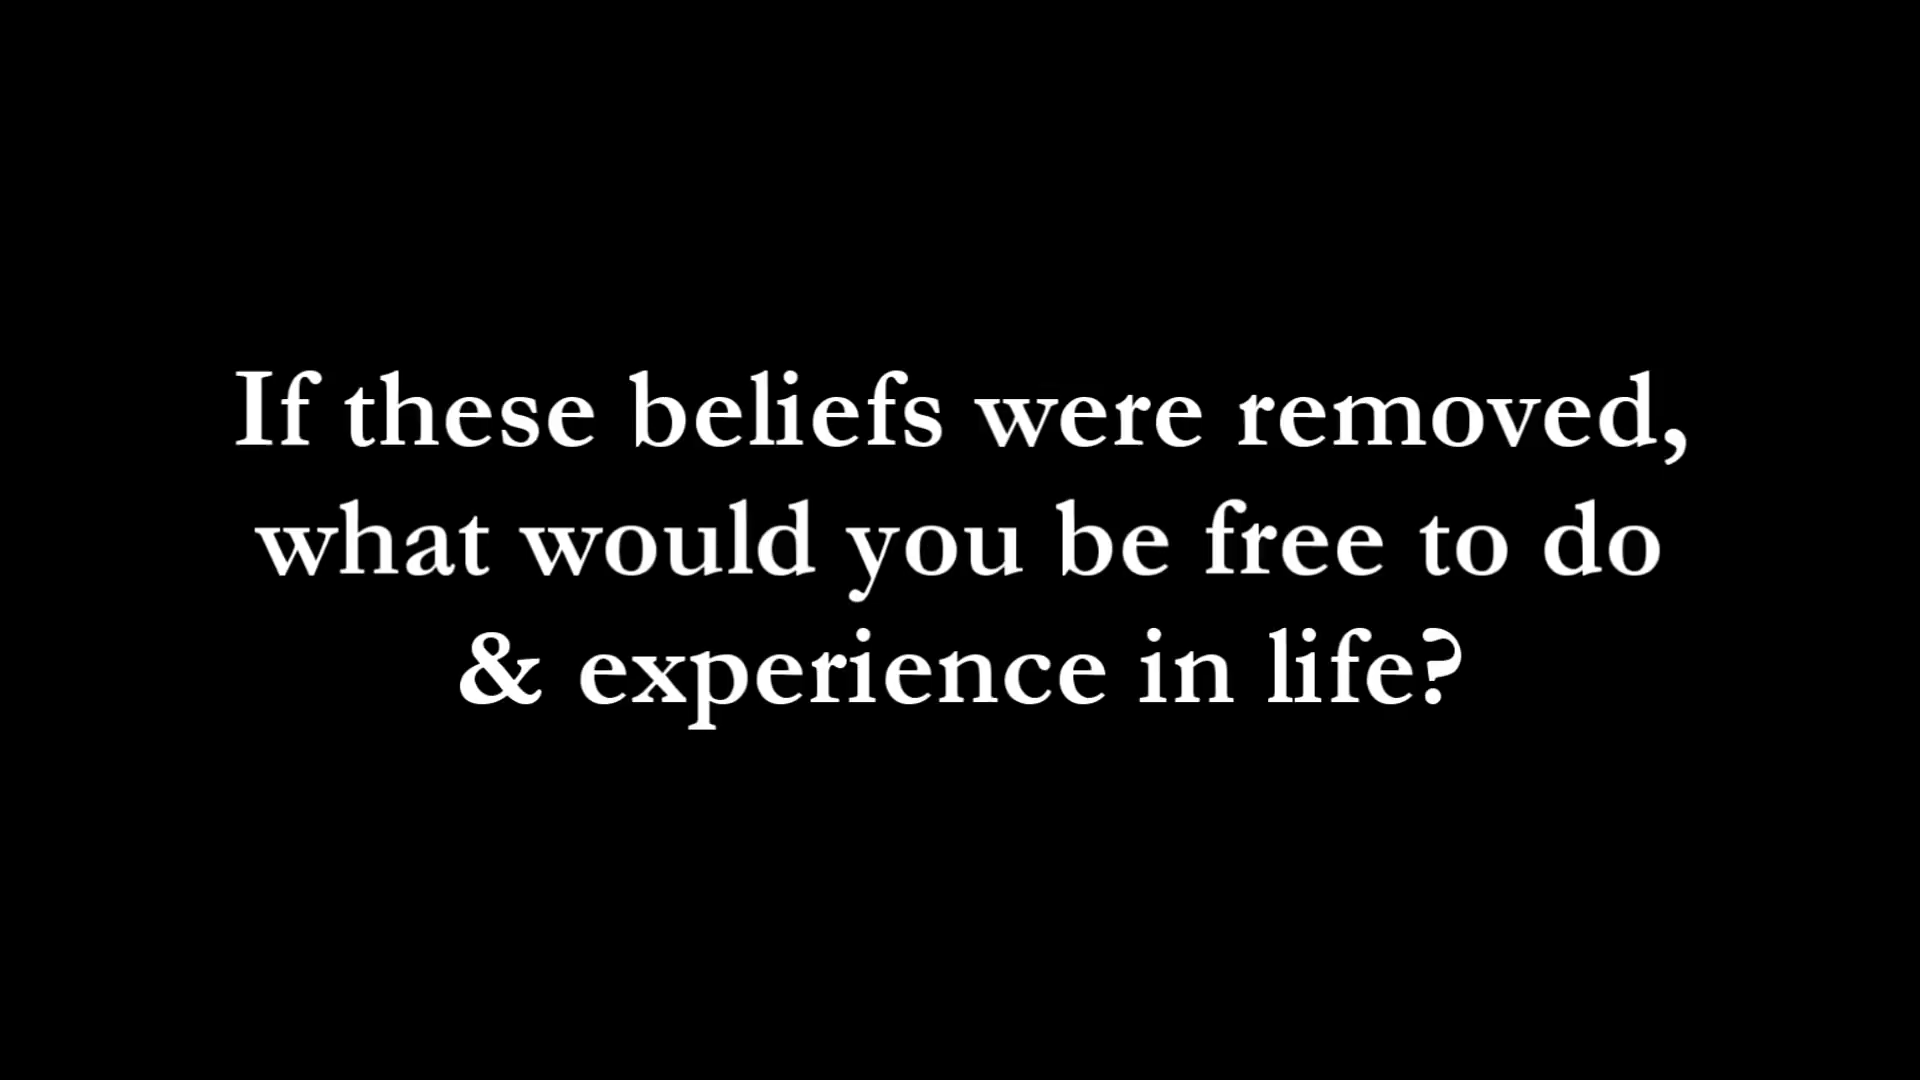 If these beliefs were removed,
what would you be free to do
& experience in life?